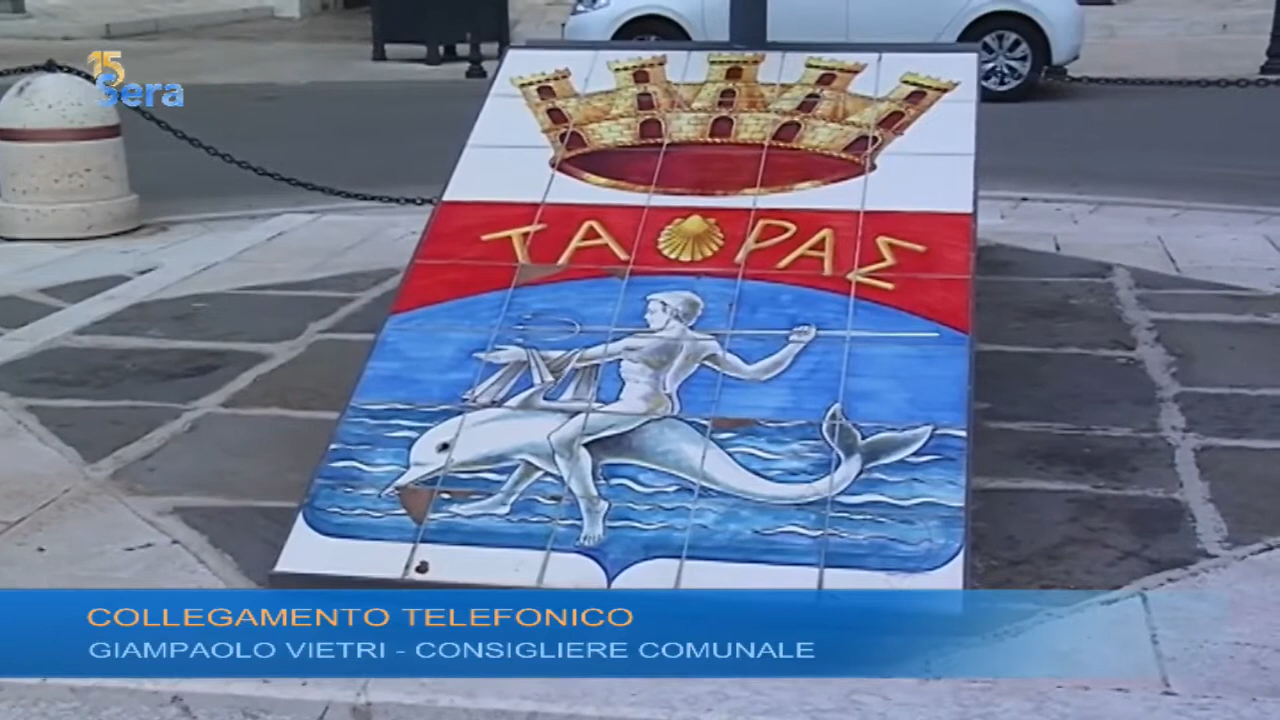 15
Sera
ΤΑΡΑΣ
COLLEGAMENTO TELEFONICO
GIAMPAOLO VIETRI - CONSIGLIERE COMUNALE